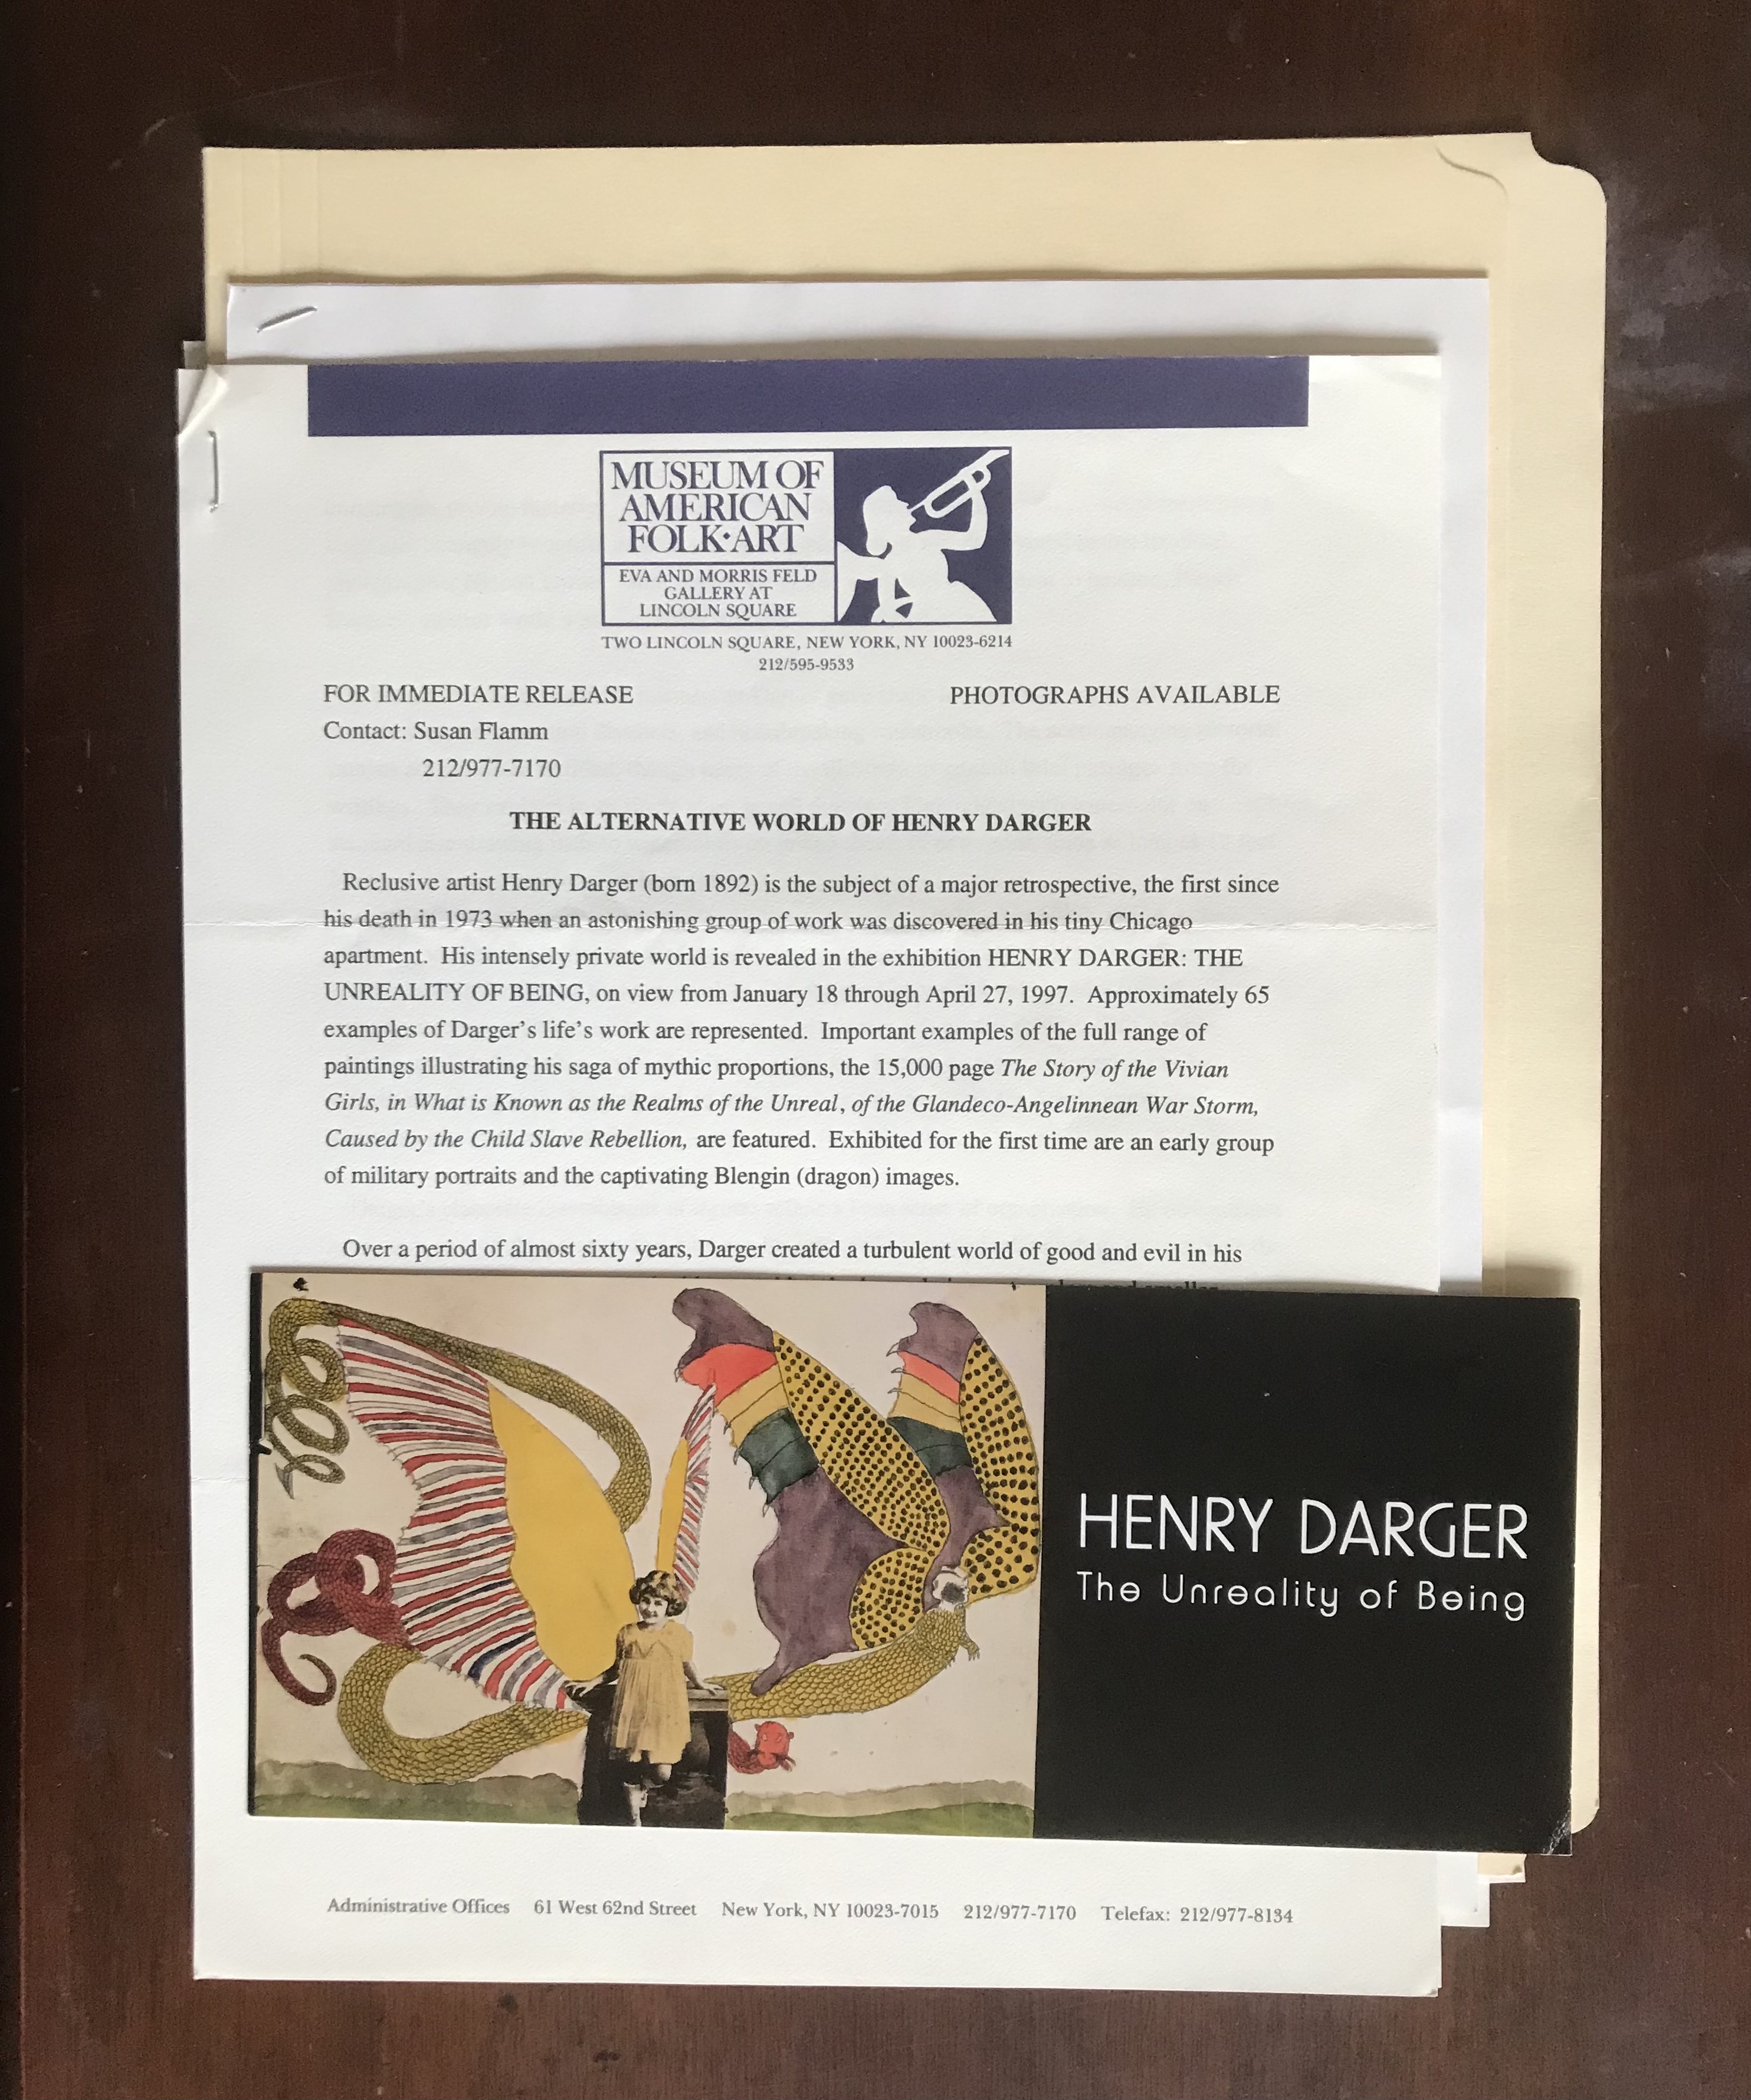 MUSEUM OF
AMERICAN
FOLK·ART
EVA AND MORRIS FELD
GALLERY AT
LINCOLN SQUARE
TWO LINCOLN SQUARE, NEW YORK, NY 10023-6214
212/595-9533
FOR IMMEDIATE RELEASE PHOTOGRAPHS AVAILABLE
Contact: Susan Flamm
212/977-7170
THE ALTERNATIVE WORLD OF HENRY DARGER
Reclusive artist Henry Darger (born 1892) is the subject of a major retrospective, the first since
his death in 1973 when an astonishing group of work was discovered in his tiny Chicago
apartment. His intensely private world is revealed in the exhibition HENRY DARGER: THE
UNREALITY OF BEING, on view from January 18 through April 27, 1997. Approximately 65
examples of Darger's life's work are represented. Important examples of the full range of
paintings illustrating his saga of mythic proportions, the 15,000 page The Story of the Vivian
Girls, in What is Known as the Realms of the Unreal, of the Glandeco-Angelinnean War Storm,
Caused by the Child Slave Rebellion, are featured. Exhibited for the first time are an early group
of military portraits and the captivating Blengin (dragon) images.
Over a period of almost sixty years, Darger created a turbulent world of good and evil in his
HENRY DARGER
The Unreality of Being
Administrative Offices 61 West 62nd Street New York, NY 10023-7015 212/977-7170 Telefax: 212/977-8134